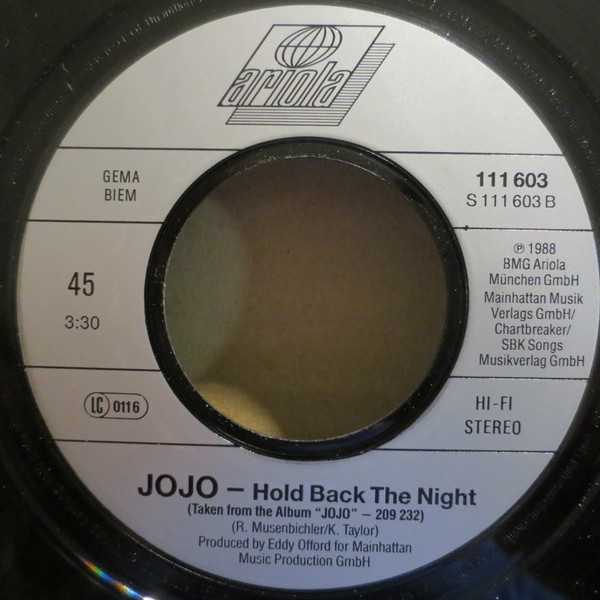 ariola
GEMA
BIEM
111 603
S 111 603 B
45
3:30
℗ 1988
BMG Ariola
München GmbH
Mainhattan Musik
Verlags GmbH/
Chartbreaker/
SBK Songs
Musikverlag GmbH
LC 0116
HI-FI
STEREO
JOJO – Hold Back The Night
(Taken from the Album "JOJO" – 209 232)
(R. Musenbichler/K. Taylor)
Produced by Eddy Offord for Mainhattan
Music Production GmbH